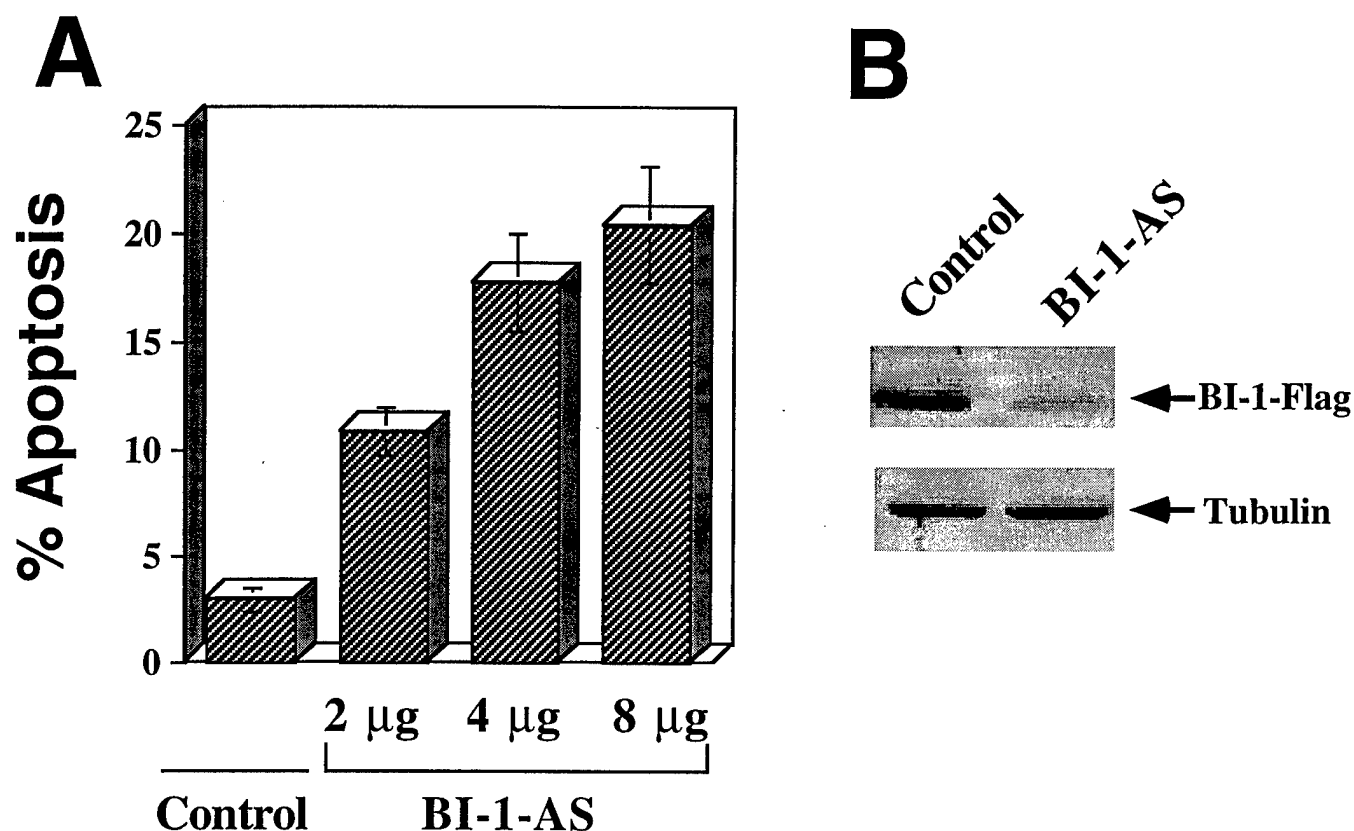 A
B
% Apoptosis
25
20
15
10
5
0
2 µg 4 µg 8 µg
Control BI-1-AS
Control BI-1-AS
BI-1-Flag
Tubulin